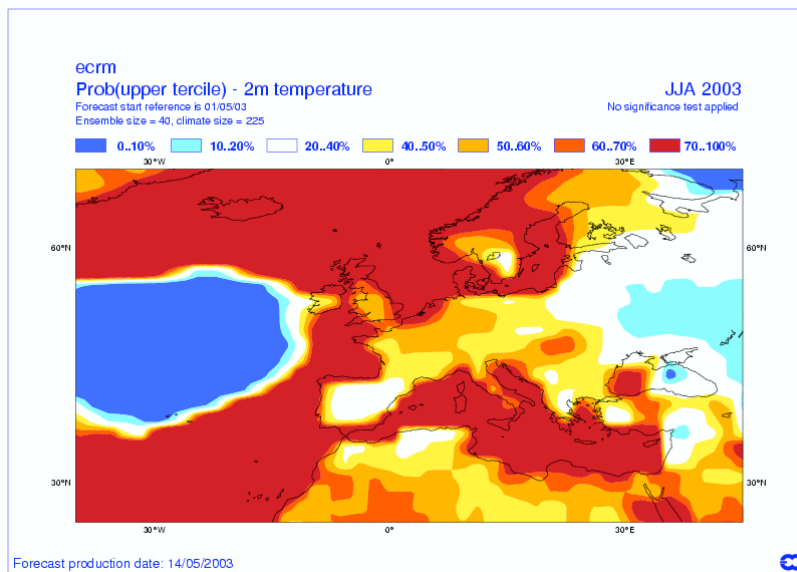 ecrm
Prob(upper tercile) - 2m temperature
JJA 2003
Forecast start reference is 01/05/03
No significance test applied
Ensemble size = 40, climate size = 225
0..10% 10..20% 20..40% 40..50% 50..60% 60..70% 70..100%
30°W 0° 30°E
60°N 60°N
30°N 30°N
30°W 0° 30°E
Forecast production date: 14/05/2003